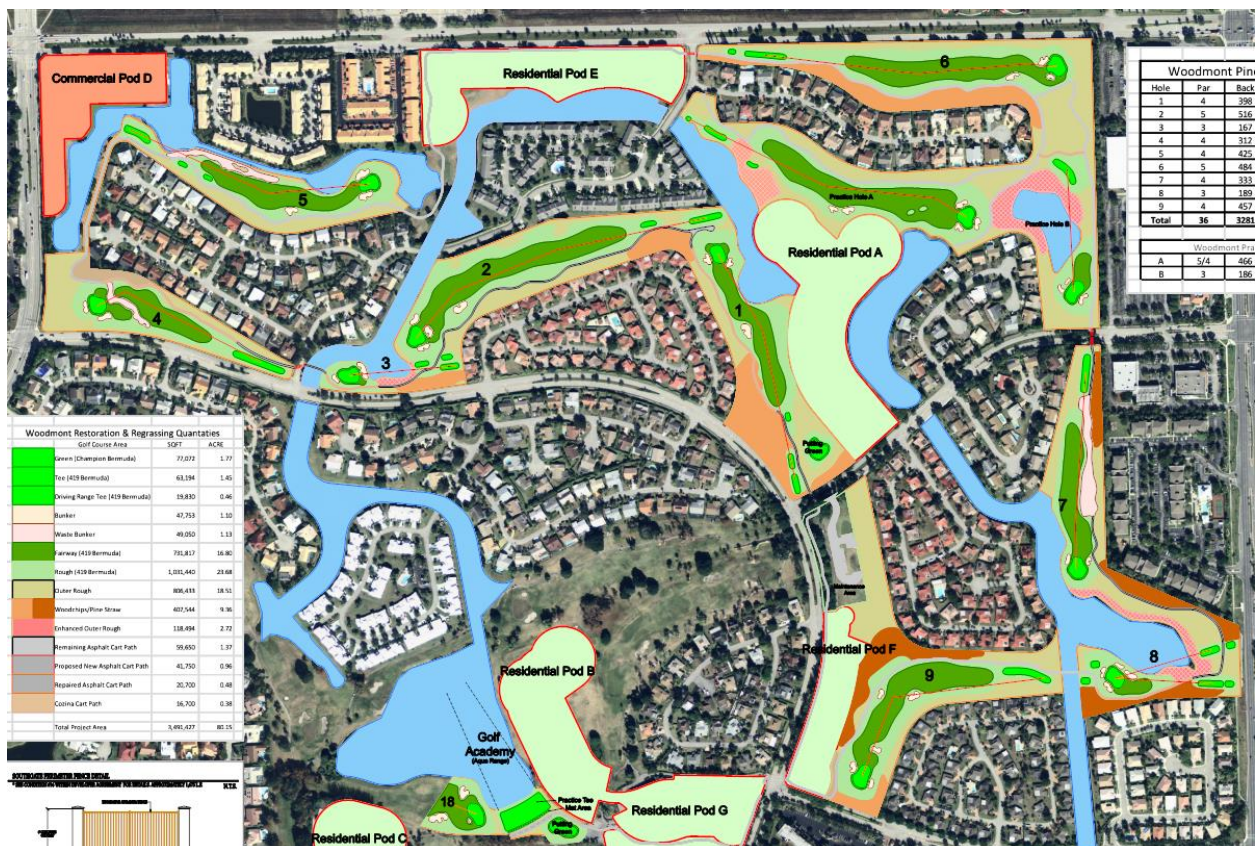 Commercial Pod D
Residential Pod E
6
5
Practice Hole A
Practice Hole B
Residential Pod A
2
1
4
3
Putting
Green
7
Maintenance
Area
Residential Pod F
8
9
Residential Pod B
Golf
Academy
(Aqua Range)
18
Practice Tee
Mat Area
Putting
Green
Residential Pod G
Residential Pod C
Woodmont Pine
Hole Par Back
1 4 398
2 5 516
3 3 167
4 4 312
5 4 425
6 5 484
7 4 333
8 3 189
9 4 457
Total 36 3281
Woodmont Pra
A 5/4 466
B 3 186
Woodmont Restoration & Regrassing Quantaties
Golf Course Area SQFT ACRE
Green (Champion Bermuda) 77,072 1.77
Tee (419 Bermuda) 63,194 1.45
Driving Range Tee (419 Bermuda) 19,830 0.46
Bunker 47,753 1.10
Waste Bunker 49,050 1.13
Fairway (419 Bermuda) 731,817 16.80
Rough (419 Bermuda) 1,031,440 23.68
Outer Rough 806,433 18.51
Woodchips/Pine Straw 407,544 9.36
Enhanced Outer Rough 118,494 2.72
Remaining Asphalt Cart Path 59,650 1.37
Proposed New Asphalt Cart Path 41,750 0.96
Repaired Asphalt Cart Path 20,700 0.48
Cozina Cart Path 16,700 0.38
Total Project Area 3,491,427 80.15
N.T.S.